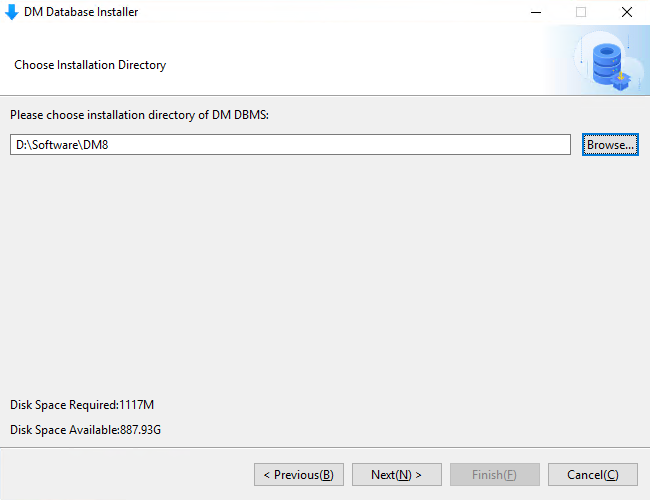 DM Database Installer
Choose Installation Directory
Please choose installation directory of DM DBMS:
D:\Software\DM8
Browse...
Disk Space Required:1117M
Disk Space Available:887.93G
< Previous(B)
Next(N) >
Finish(F)
Cancel(C)